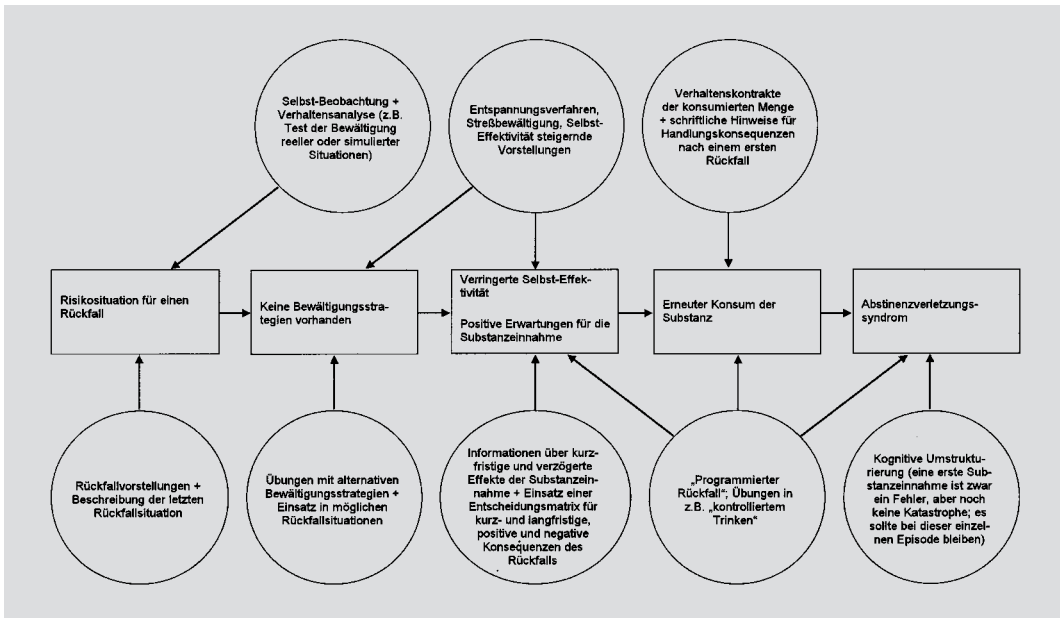 Selbst-Beobachtung +
Verhaltensanalyse (z.B.
Test der Bewältigung
reeller oder simulierter
Situationen)
Entspannungsverfahren,
Streßbewältigung, Selbst-
Effektivität steigernde
Vorstellungen
Verhaltenskontrakte
der konsumierten Menge
+ schriftliche Hinweise für
Handlungskonsequenzen
nach einem ersten
Rückfall
Risikosituation für einen
Rückfall
Keine Bewältigungsstra-
tegien vorhanden
Verringerte Selbst-Effek-
tivität
Positive Erwartungen für die
Substanzeinnahme
Erneuter Konsum der
Substanz
Abstinenzverletzungs-
syndrom
Rückfallvorstellungen +
Beschreibung der letzten
Rückfallsituation
Übungen mit alternativen
Bewältigungsstrategien +
Einsatz in möglichen
Rückfallsituationen
Informationen über kurz-
fristige und verzögerte
Effekte der Substanzein-
nahme + Einsatz einer
Entscheidungsmatrix für
kurz- und langfristige,
positive und negative
Konsequenzen des
Rückfalls
„Programmierter
Rückfall“; Übungen in
z.B. „kontrolliertem
Trinken“
Kognitive Umstruktu-
rierung (eine erste Sub-
stanzeinnahme ist zwar
ein Fehler, aber noch
keine Katastrophe; es
sollte bei dieser einzel-
nen Episode bleiben)